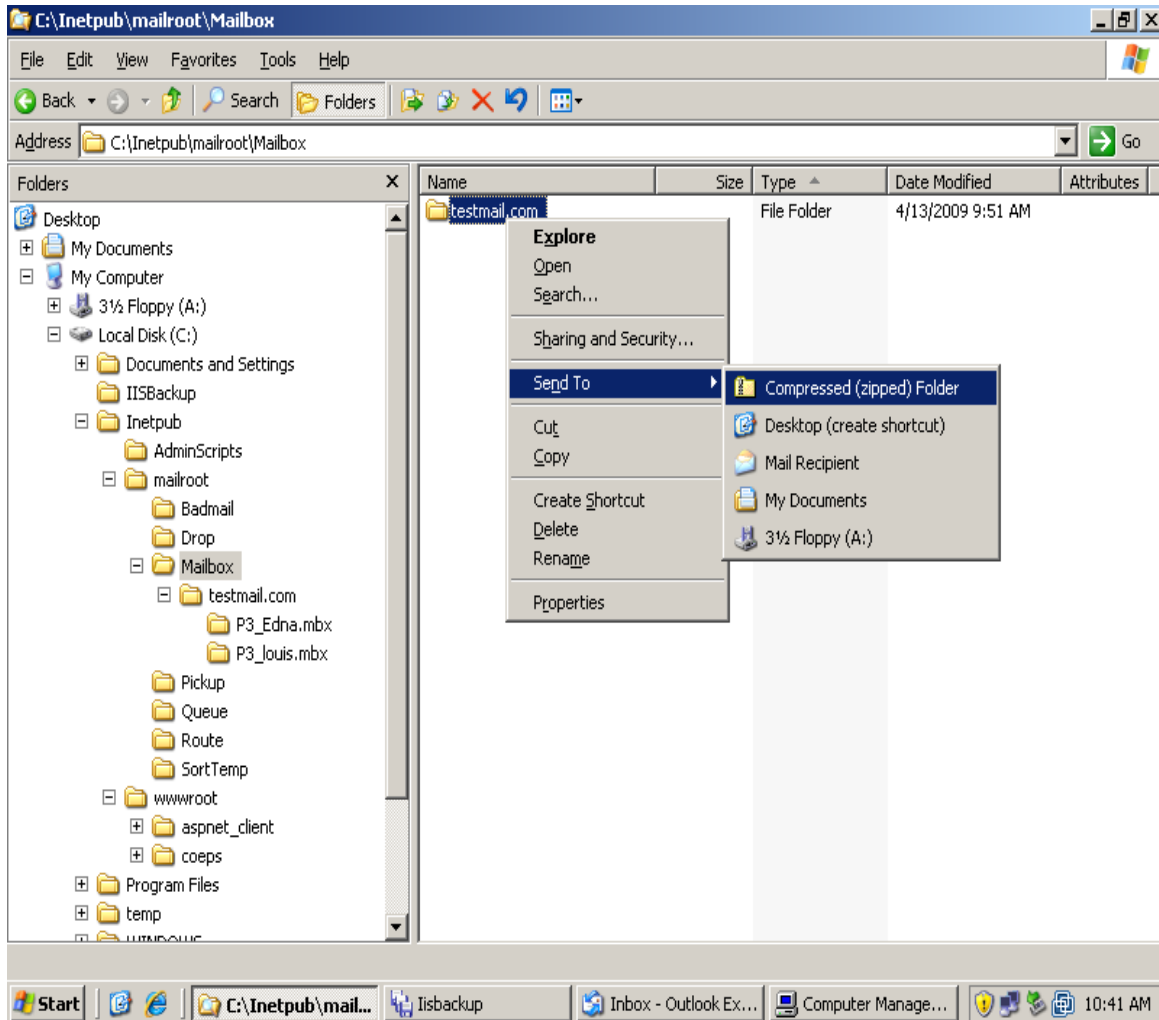 C:\Inetpub\mailroot\Mailbox
File Edit View Favorites Tools Help
Back Search Folders
Address C:\Inetpub\mailroot\Mailbox Go
Folders
Desktop
My Documents
My Computer
3½ Floppy (A:)
Local Disk (C:)
Documents and Settings
IISBackup
Inetpub
AdminScripts
mailroot
Badmail
Drop
Mailbox
testmail.com
P3_Edna.mbx
P3_louis.mbx
Pickup
Queue
Route
SortTemp
wwwroot
aspnet_client
coeps
Program Files
temp
Name Size Type Date Modified Attributes
testmail.com File Folder 4/13/2009 9:51 AM
Explore
Open
Search...
Sharing and Security...
Send To
Cut
Copy
Create Shortcut
Delete
Rename
Properties
Compressed (zipped) Folder
Desktop (create shortcut)
Mail Recipient
My Documents
3½ Floppy (A:)
Start C:\Inetpub\mail... Iisbackup Inbox - Outlook Ex... Computer Manage... 10:41 AM